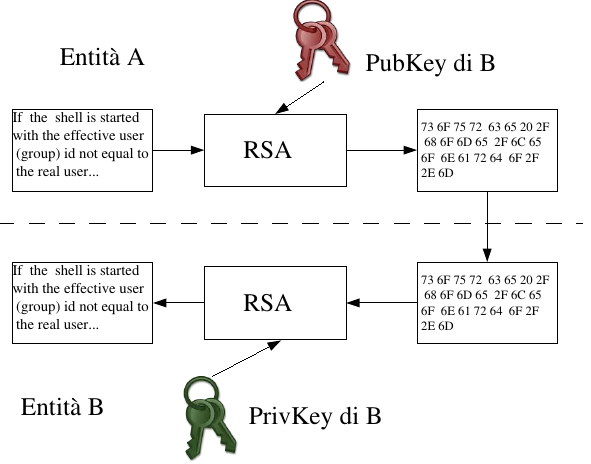 Entità A
PubKey di B
If the shell is started
with the effective user
(group) id not equal to
the real user...
RSA
73 6F 75 72 63 65 20 2F
68 6F 6D 65 2F 6C 65
6F 6E 61 72 64 6F 2F
2E 6D
If the shell is started
with the effective user
(group) id not equal to
the real user...
RSA
73 6F 75 72 63 65 20 2F
68 6F 6D 65 2F 6C 65
6F 6E 61 72 64 6F 2F
2E 6D
Entità B
PrivKey di B